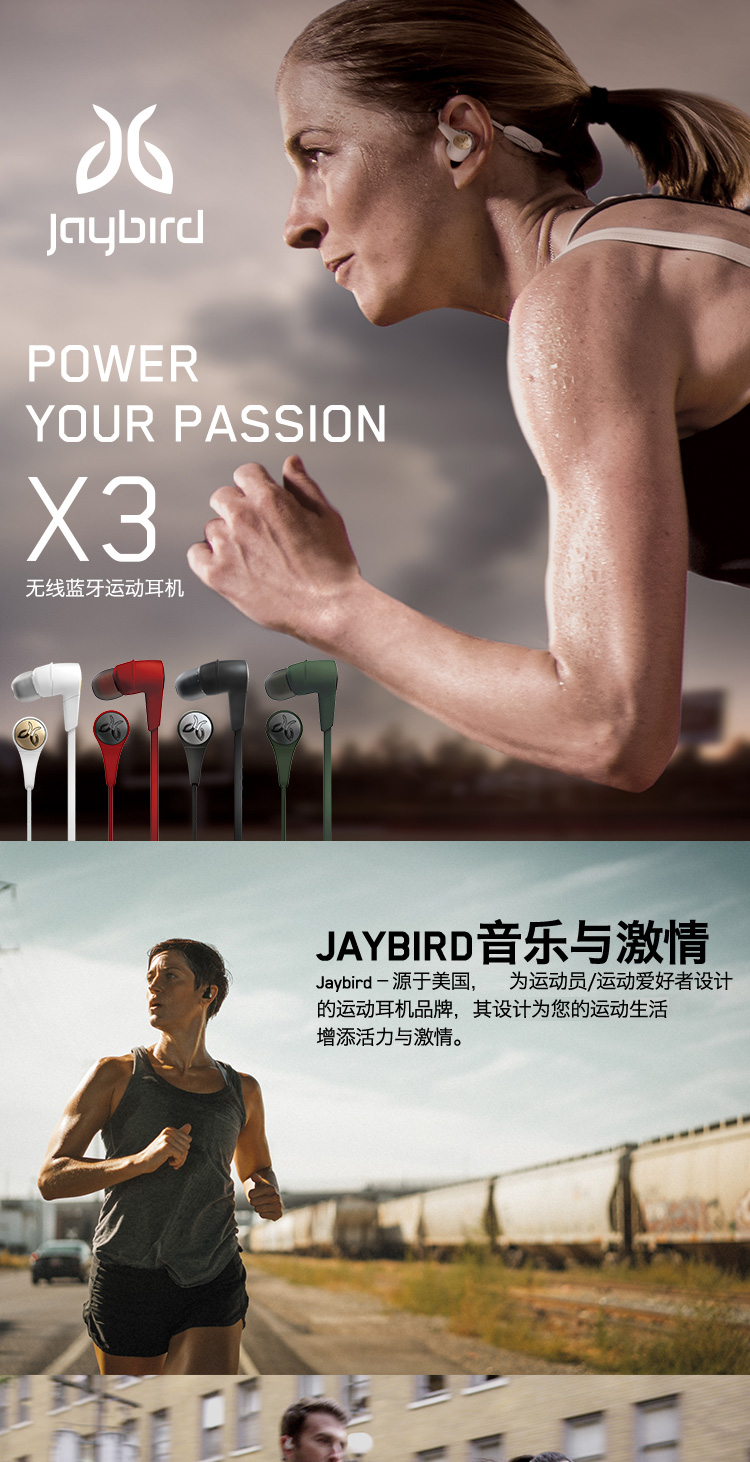 Jaybird
POWER
YOUR PASSION
X3
无线蓝牙运动耳机
JAYBIRD音乐与激情
Jaybird – 源于美国， 为运动员/运动爱好者设计
的运动耳机品牌，其设计为您的运动生活
增添活力与激情。